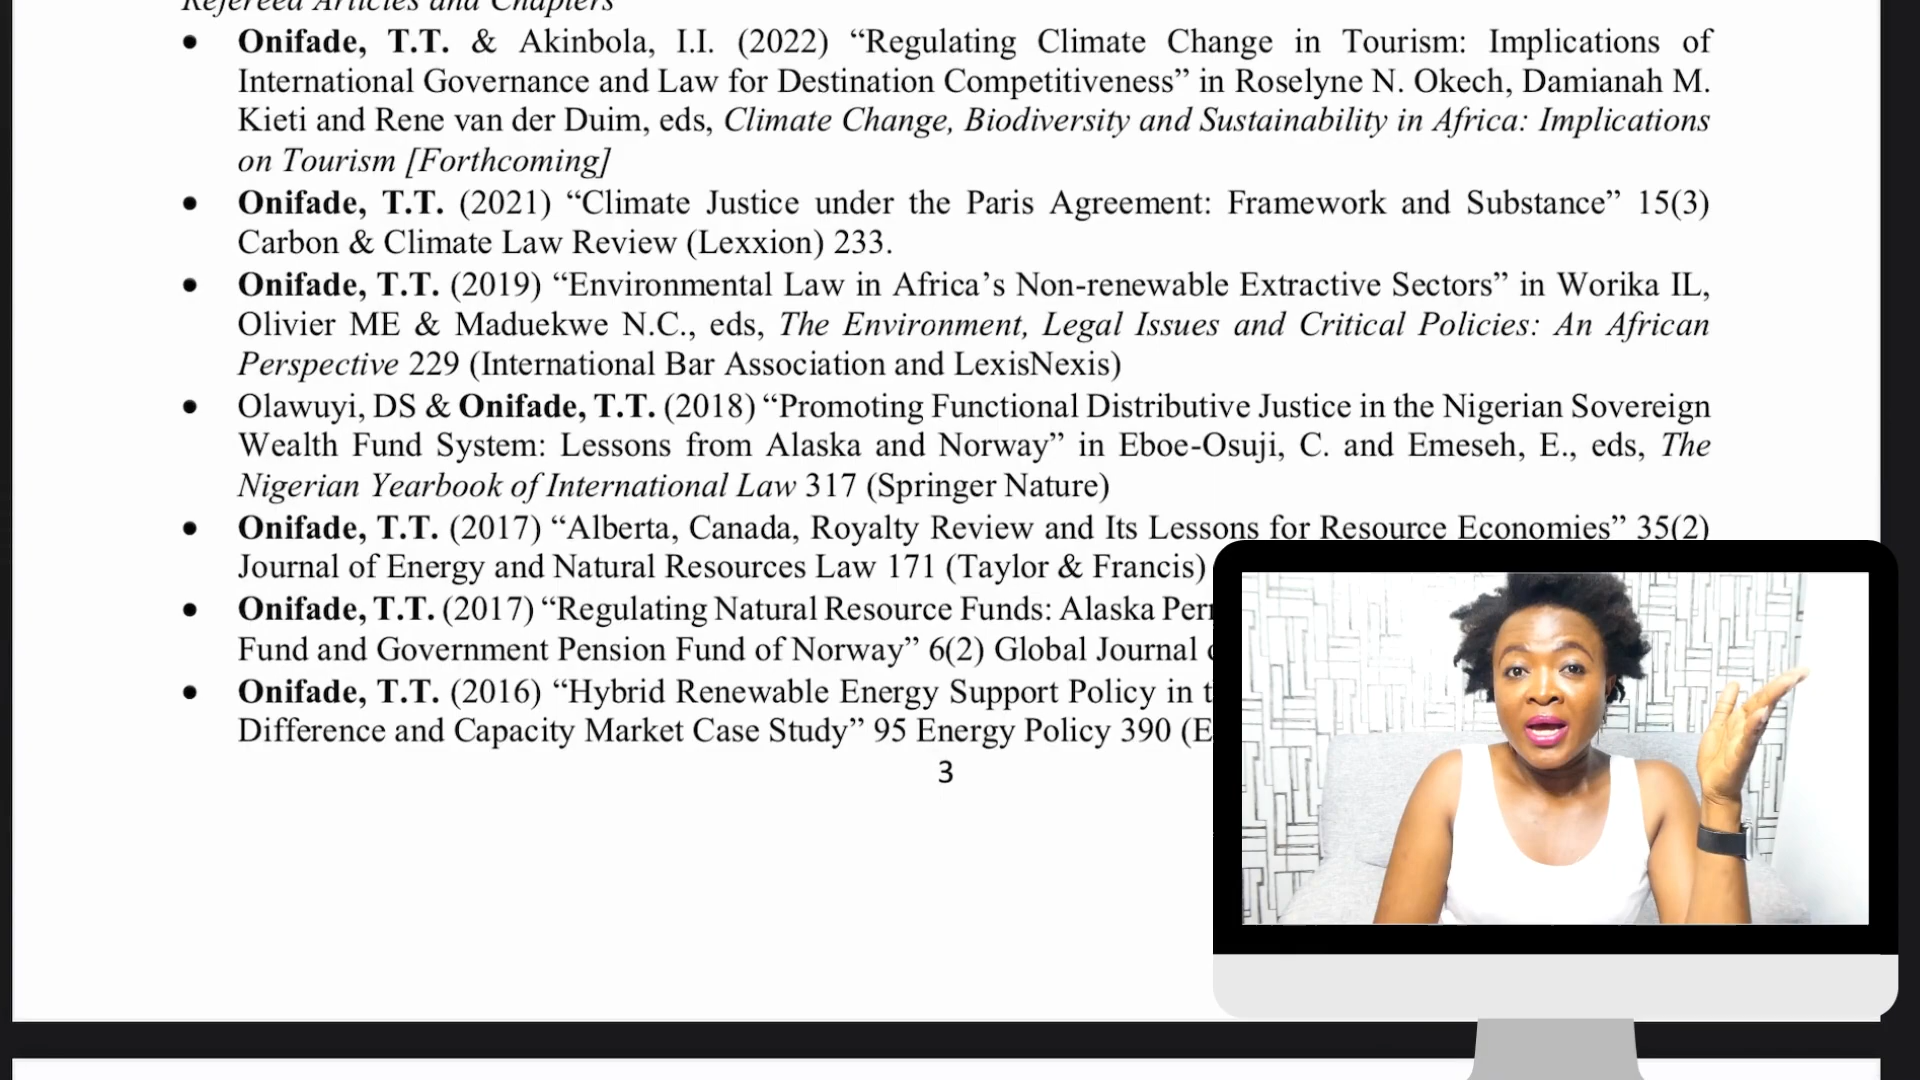 Refereed Articles and Chapters
• Onifade, T.T. & Akinbola, I.I. (2022) “Regulating Climate Change in Tourism: Implications of
International Governance and Law for Destination Competitiveness” in Roselyne N. Okech, Damianah M.
Kieti and Rene van der Duim, eds, Climate Change, Biodiversity and Sustainability in Africa: Implications
on Tourism [Forthcoming]
• Onifade, T.T. (2021) “Climate Justice under the Paris Agreement: Framework and Substance” 15(3)
Carbon & Climate Law Review (Lexxion) 233.
• Onifade, T.T. (2019) “Environmental Law in Africa’s Non-renewable Extractive Sectors” in Worika IL,
Olivier ME & Maduekwe N.C., eds, The Environment, Legal Issues and Critical Policies: An African
Perspective 229 (International Bar Association and LexisNexis)
• Olawuyi, DS & Onifade, T.T. (2018) “Promoting Functional Distributive Justice in the Nigerian Sovereign
Wealth Fund System: Lessons from Alaska and Norway” in Eboe-Osuji, C. and Emeseh, E., eds, The
Nigerian Yearbook of International Law 317 (Springer Nature)
• Onifade, T.T. (2017) “Alberta, Canada, Royalty Review and Its Lessons for Resource Economies” 35(2)
Journal of Energy and Natural Resources Law 171 (Taylor & Francis)
• Onifade, T.T. (2017) “Regulating Natural Resource Funds: Alaska
Fund and Government Pension Fund of Norway” 6(2) Global Journal
• Onifade, T.T. (2016) “Hybrid Renewable Energy Support Policy in
Difference and Capacity Market Case Study” 95 Energy Policy 390
3